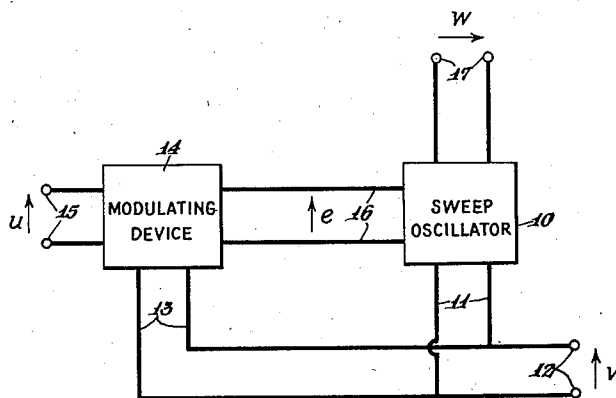 W
17
14
MODULATING
DEVICE
u
15
e
16
SWEEP
OSCILLATOR
10
13
11
12
V